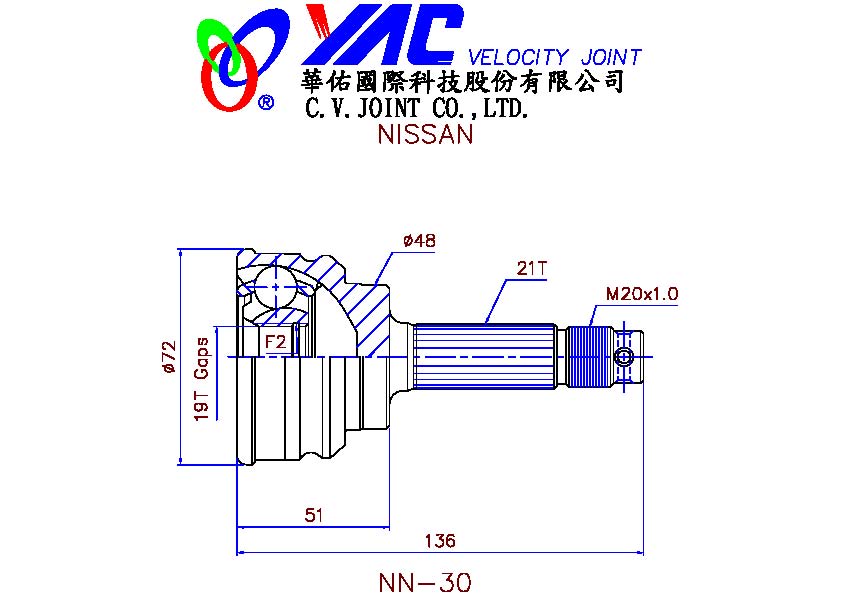 YAC VELOCITY JOINT
®
華佑國際科技股份有限公司
C.V.JOINT CO.,LTD.
NISSAN
ø48
21T
M20x1.0
ø72
19T Gaps
F2
51
136
NN-30